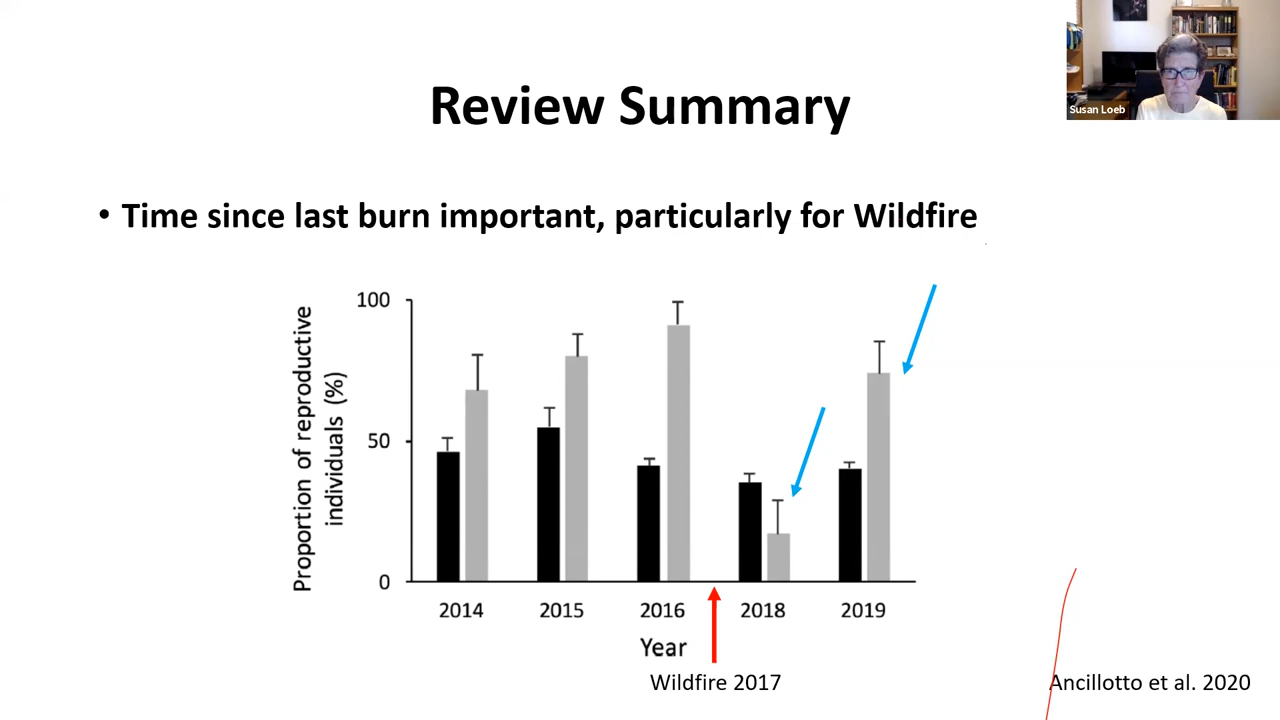 Susan Loeb
Review Summary
• Time since last burn important, particularly for Wildfire
Proportion of reproductive
individuals (%)
100
50
0
2014 2015 2016 2018 2019
Year
Wildfire 2017
Ancillotto et al. 2020